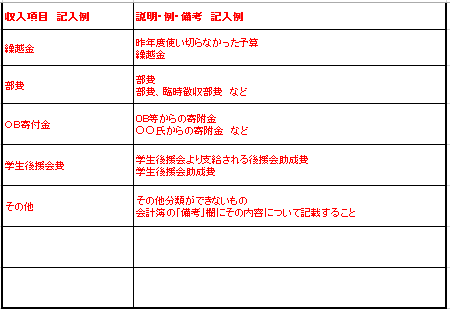 収入項目　記入例　説明・例・備考　記入例
繰越金
昨年度使い切らなかった予算
繰越金
部費
部費
部費、臨時徴収部費　など
ＯＢ寄付金
OB等からの寄附金
〇〇氏からの寄附金　など
学生後援会費
学生後援会より支給される後援会助成費
学生後援会助成費
その他
その他分類ができないもの
会計簿の「備考」欄にその内容について記載すること